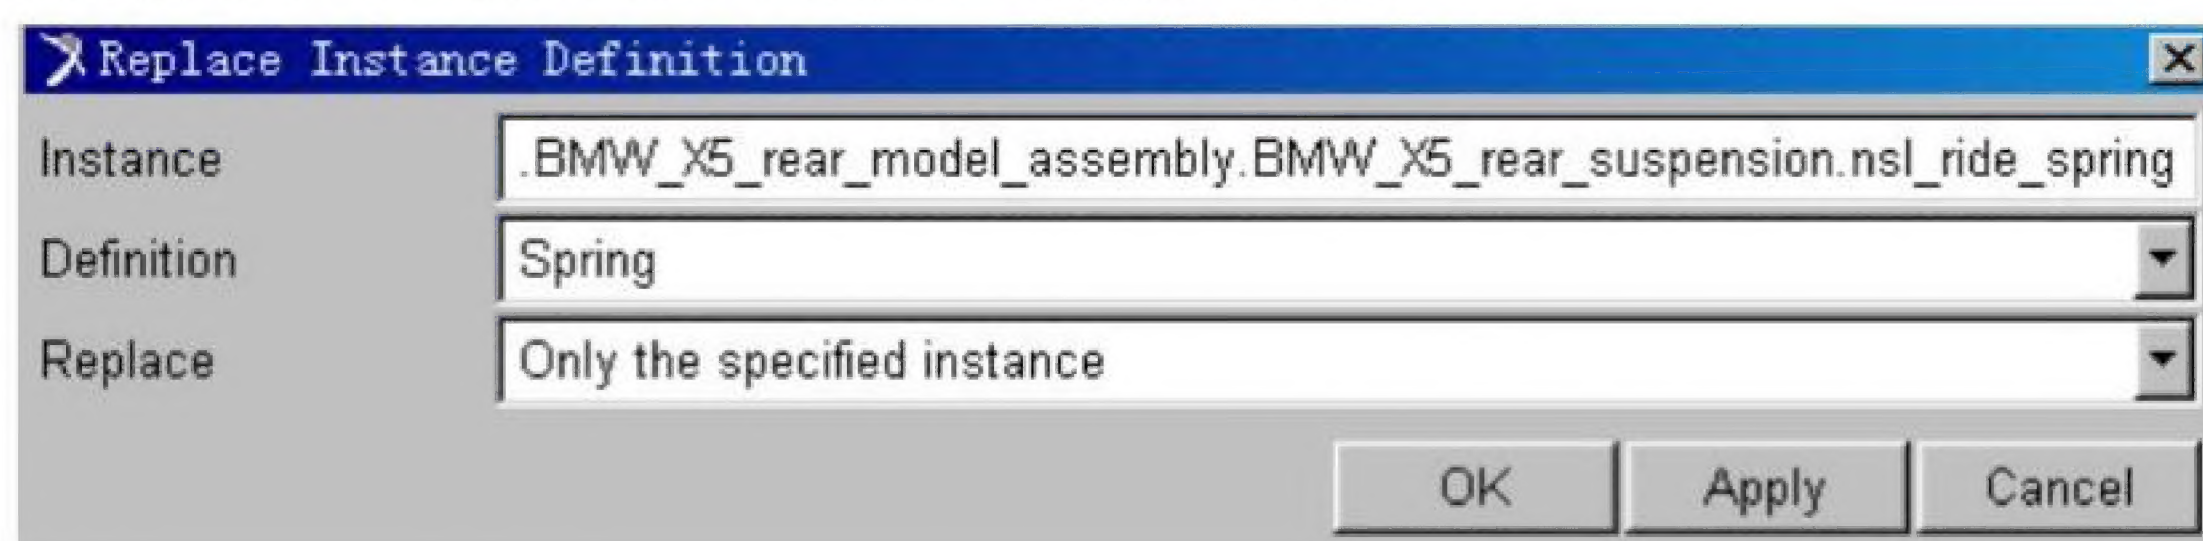 Replace Instance Definition
Instance .BMW_X5_rear_model_assembly.BMW_X5_rear_suspension.nsl_ride_spring
Definition Spring
Replace Only the specified instance
OK Apply Cancel